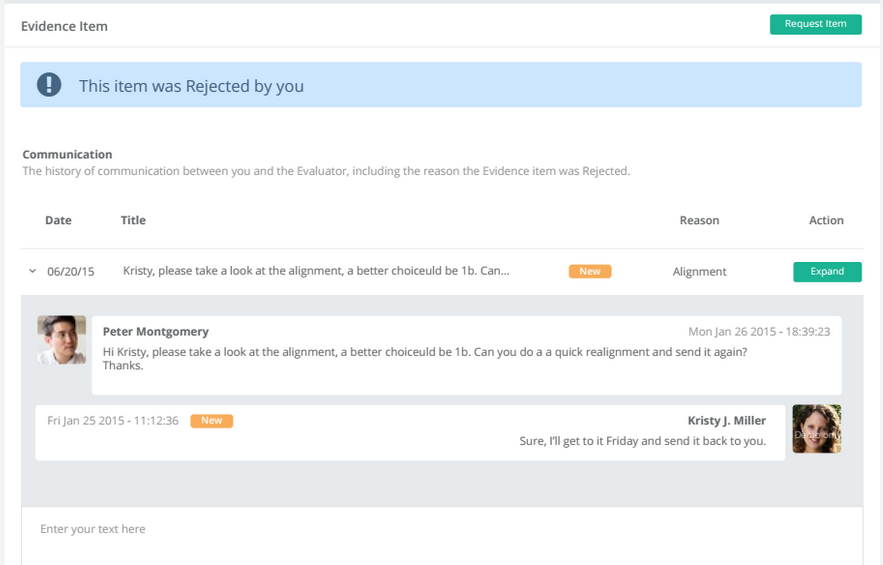 Evidence Item
Request Item
This item was Rejected by you
Communication
The history of communication between you and the Evaluator, including the reason the Evidence item was Rejected.
Date Title Reason Action
06/20/15 Kristy, please take a look at the alignment, a better choiceuld be 1b. Can... New Alignment Expand
Peter Montgomery Mon Jan 26 2015 - 18:39:23
Hi Kristy, please take a look at the alignment, a better choiceuld be 1b. Can you do a a quick realignment and send it again?
Thanks.
Fri Jan 25 2015 - 11:12:36 New Kristy J. Miller
Sure, I'll get to it Friday and send it back to you.
Enter your text here